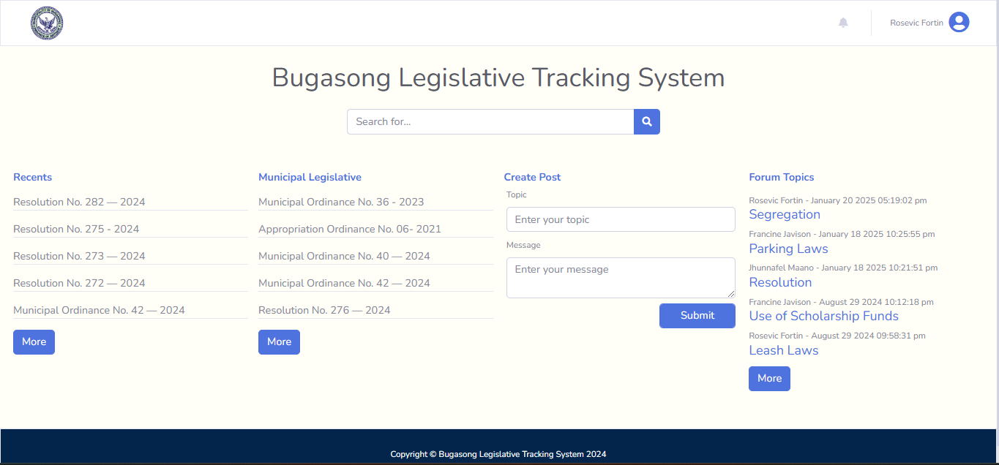 Rosevic Fortin
Bugasong Legislative Tracking System
Search for...
Recents
Resolution No. 282 — 2024
Resolution No. 275 - 2024
Resolution No. 273 — 2024
Resolution No. 272 — 2024
Municipal Ordinance No. 42 — 2024
More
Municipal Legislative
Municipal Ordinance No. 36 - 2023
Appropriation Ordinance No. 06- 2021
Municipal Ordinance No. 40 — 2024
Municipal Ordinance No. 42 — 2024
Resolution No. 276 — 2024
More
Create Post
Topic
Enter your topic
Message
Enter your message
Submit
Forum Topics
Rosevic Fortin - January 20 2025 05:19:02 pm
Segregation
Francine Javison - January 18 2025 10:25:55 pm
Parking Laws
Jhunnafel Maano - January 18 2025 10:21:51 pm
Resolution
Francine Javison - August 29 2024 10:12:18 pm
Use of Scholarship Funds
Rosevic Fortin - August 29 2024 09:58:31 pm
Leash Laws
More
Copyright © Bugasong Legislative Tracking System 2024